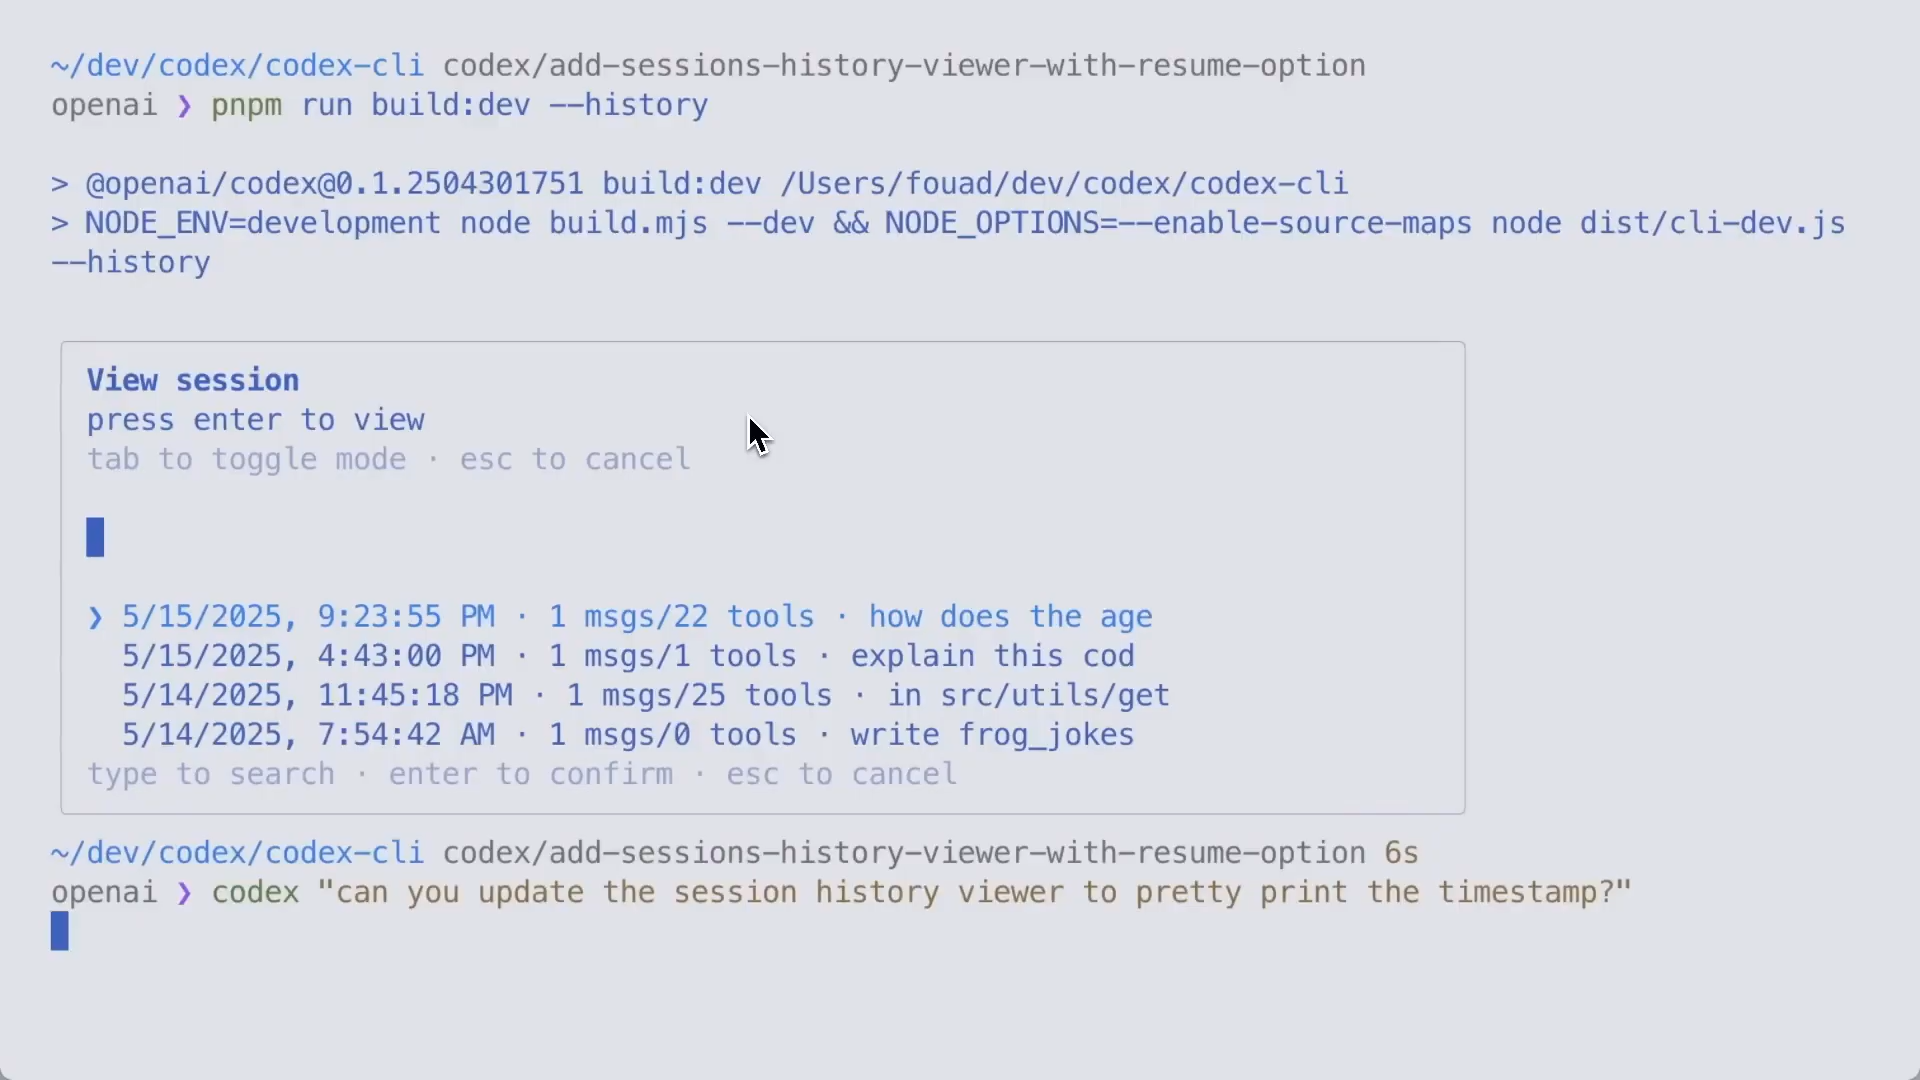 ~/dev/codex/codex-cli codex/add-sessions-history-viewer-with-resume-option
openai ❯ pnpm run build:dev --history
> @openai/codex@0.1.2504301751 build:dev /Users/fouad/dev/codex/codex-cli
> NODE_ENV=development node build.mjs --dev && NODE_OPTIONS=--enable-source-maps node dist/cli-dev.js
--history
View session
press enter to view
tab to toggle mode · esc to cancel
❯ 5/15/2025, 9:23:55 PM · 1 msgs/22 tools · how does the age
5/15/2025, 4:43:00 PM · 1 msgs/1 tools · explain this cod
5/14/2025, 11:45:18 PM · 1 msgs/25 tools · in src/utils/get
5/14/2025, 7:54:42 AM · 1 msgs/0 tools · write frog_jokes
type to search · enter to confirm · esc to cancel
~/dev/codex/codex-cli codex/add-sessions-history-viewer-with-resume-option 6s
openai ❯ codex "can you update the session history viewer to pretty print the timestamp?"